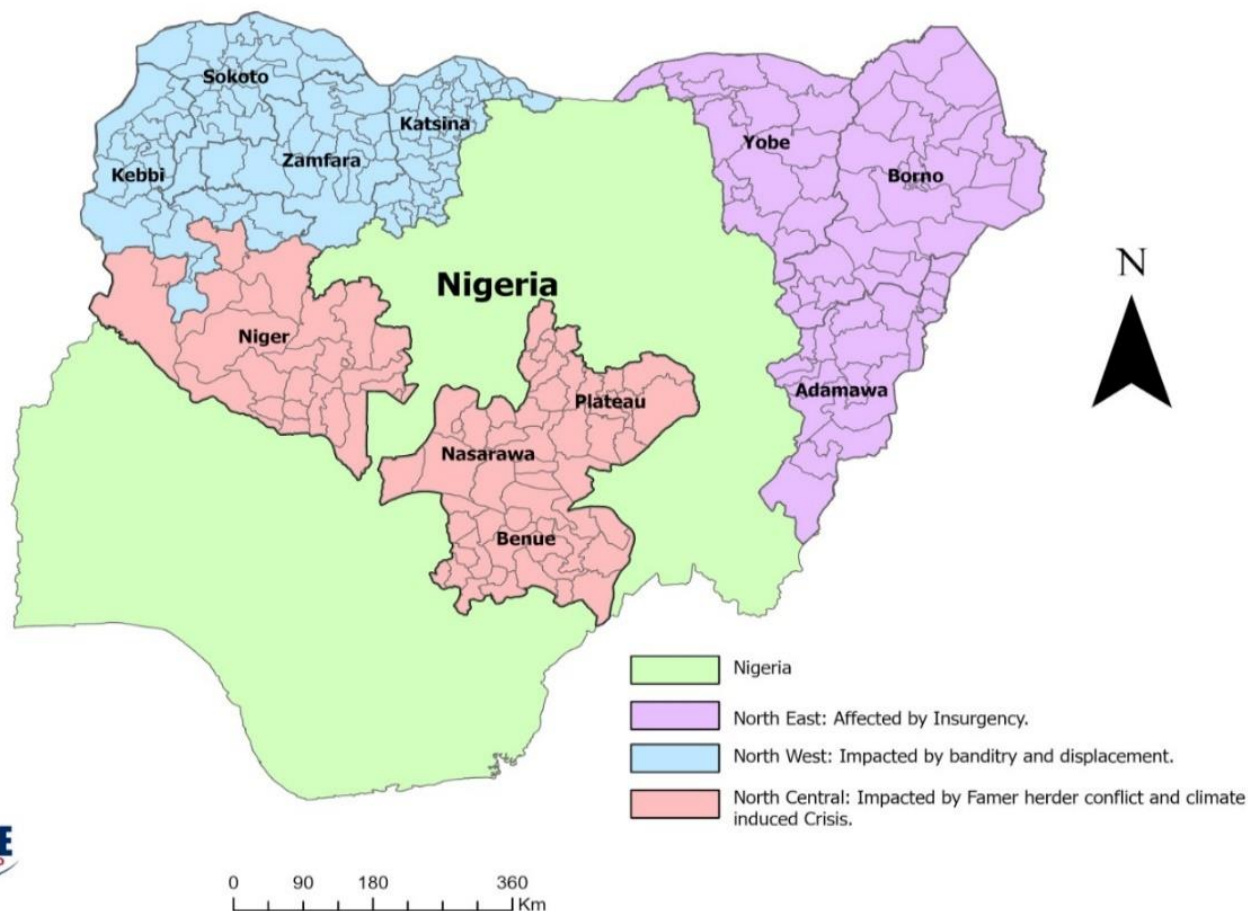 Sokoto
Katsina
Kebbi
Zamfara
Yobe
Borno
N
Nigeria
Niger
Plateau
Adamawa
Nasarawa
Benue
Nigeria
North East: Affected by Insurgency.
North West: Impacted by banditry and displacement.
North Central: Impacted by Famer herder conflict and climate
induced Crisis.
0 90 180 360
Km